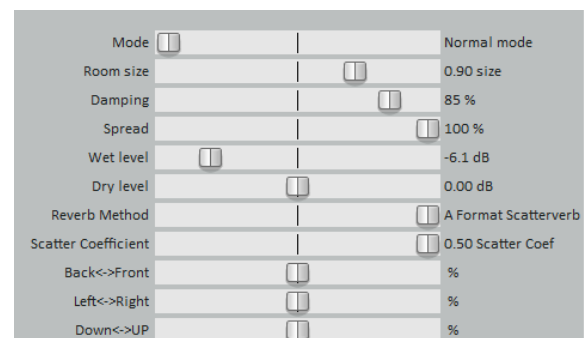 Mode Normal mode
Room size 0.90 size
Damping 85 %
Spread 100 %
Wet level -6.1 dB
Dry level 0.00 dB
Reverb Method A Format Scatterverb
Scatter Coefficient 0.50 Scatter Coef
Back<->Front %
Left<->Right %
Down<->UP %